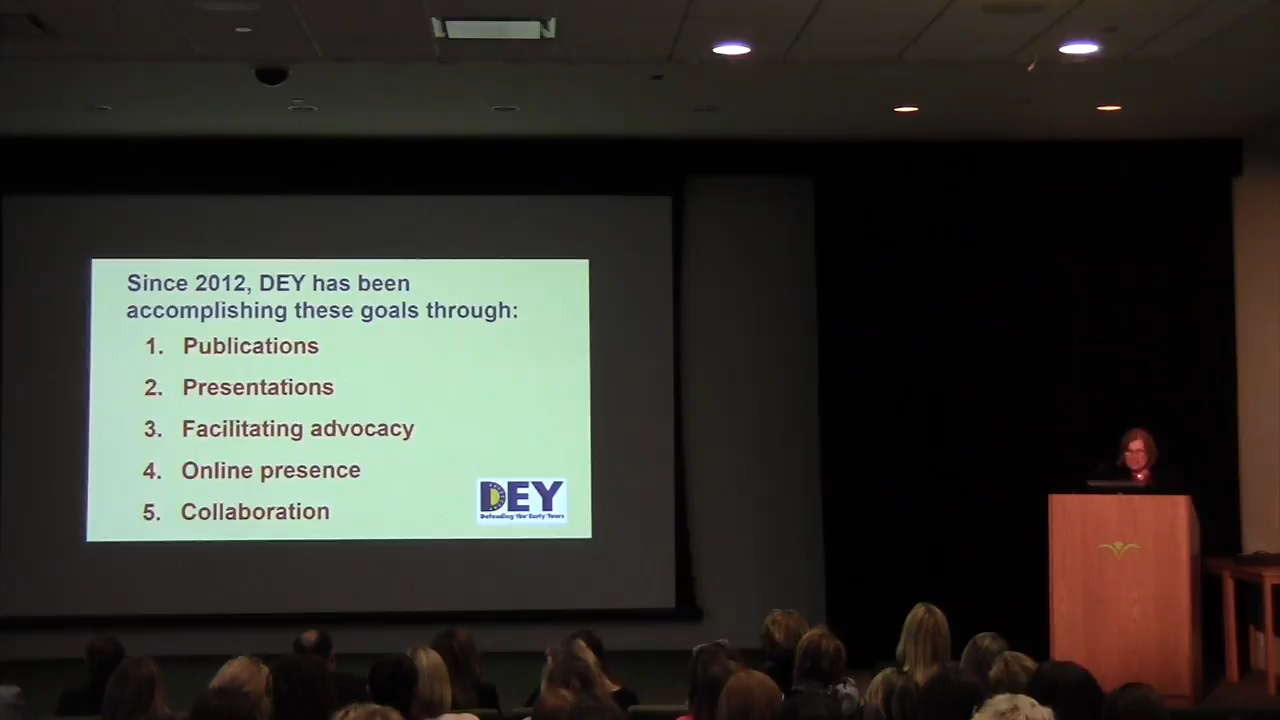 Since 2012, DEY has been
accomplishing these goals through:
1. Publications
2. Presentations
3. Facilitating advocacy
4. Online presence
5. Collaboration
DEY
Defending the Early Years